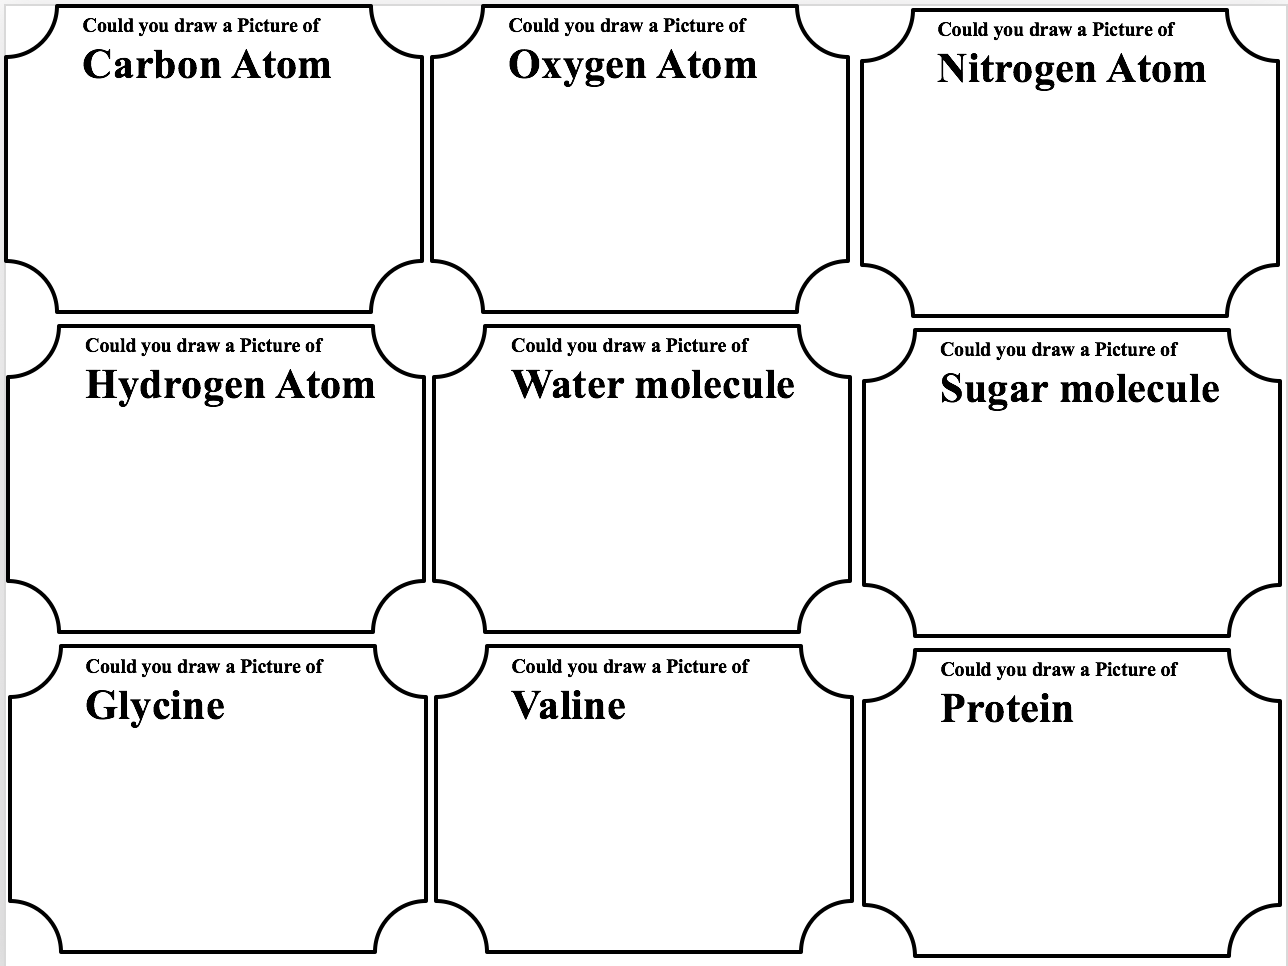 Could you draw a Picture of
Carbon Atom
Could you draw a Picture of
Oxygen Atom
Could you draw a Picture of
Nitrogen Atom
Could you draw a Picture of
Hydrogen Atom
Could you draw a Picture of
Water molecule
Could you draw a Picture of
Sugar molecule
Could you draw a Picture of
Glycine
Could you draw a Picture of
Valine
Could you draw a Picture of
Protein